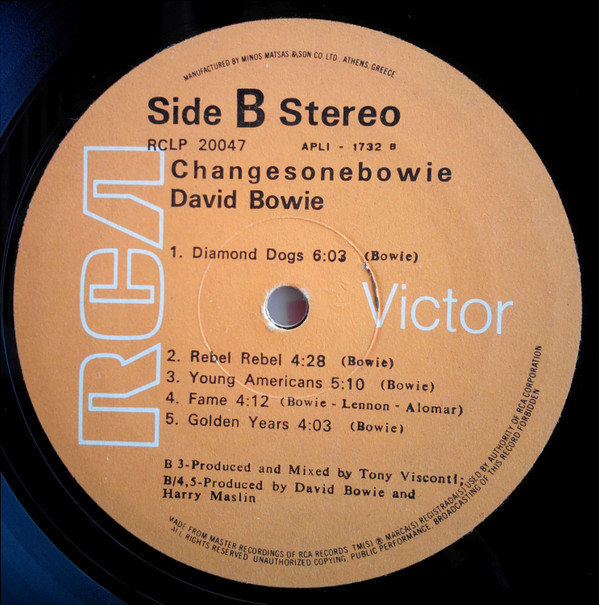 MANUFACTURED BY MINOS MATSAS & SON CO. LTD., ATHENS, GREECE
Side B Stereo
RCLP 20047 APLI - 1732 B
Changesonebowie
David Bowie
1. Diamond Dogs 6:03 (Bowie)
RCA Victor
2. Rebel Rebel 4:28 (Bowie)
3. Young Americans 5:10 (Bowie)
4. Fame 4:12 (Bowie - Lennon - Alomar)
5. Golden Years 4:03 (Bowie)
B 3-Produced and Mixed by Tony Visconti;
B/4,5-Produced by David Bowie and
Harry Maslin
MADE FROM MASTER RECORDINGS OF RCA RECORDS. TM(S) ® MARCA(S) REGISTRADA(S) USED BY AUTHORITY OF RCA CORPORATION
ALL RIGHTS RESERVED UNAUTHORIZED COPYING, PUBLIC PERFORMANCE, BROADCASTING OF THIS RECORD FORBIDDEN